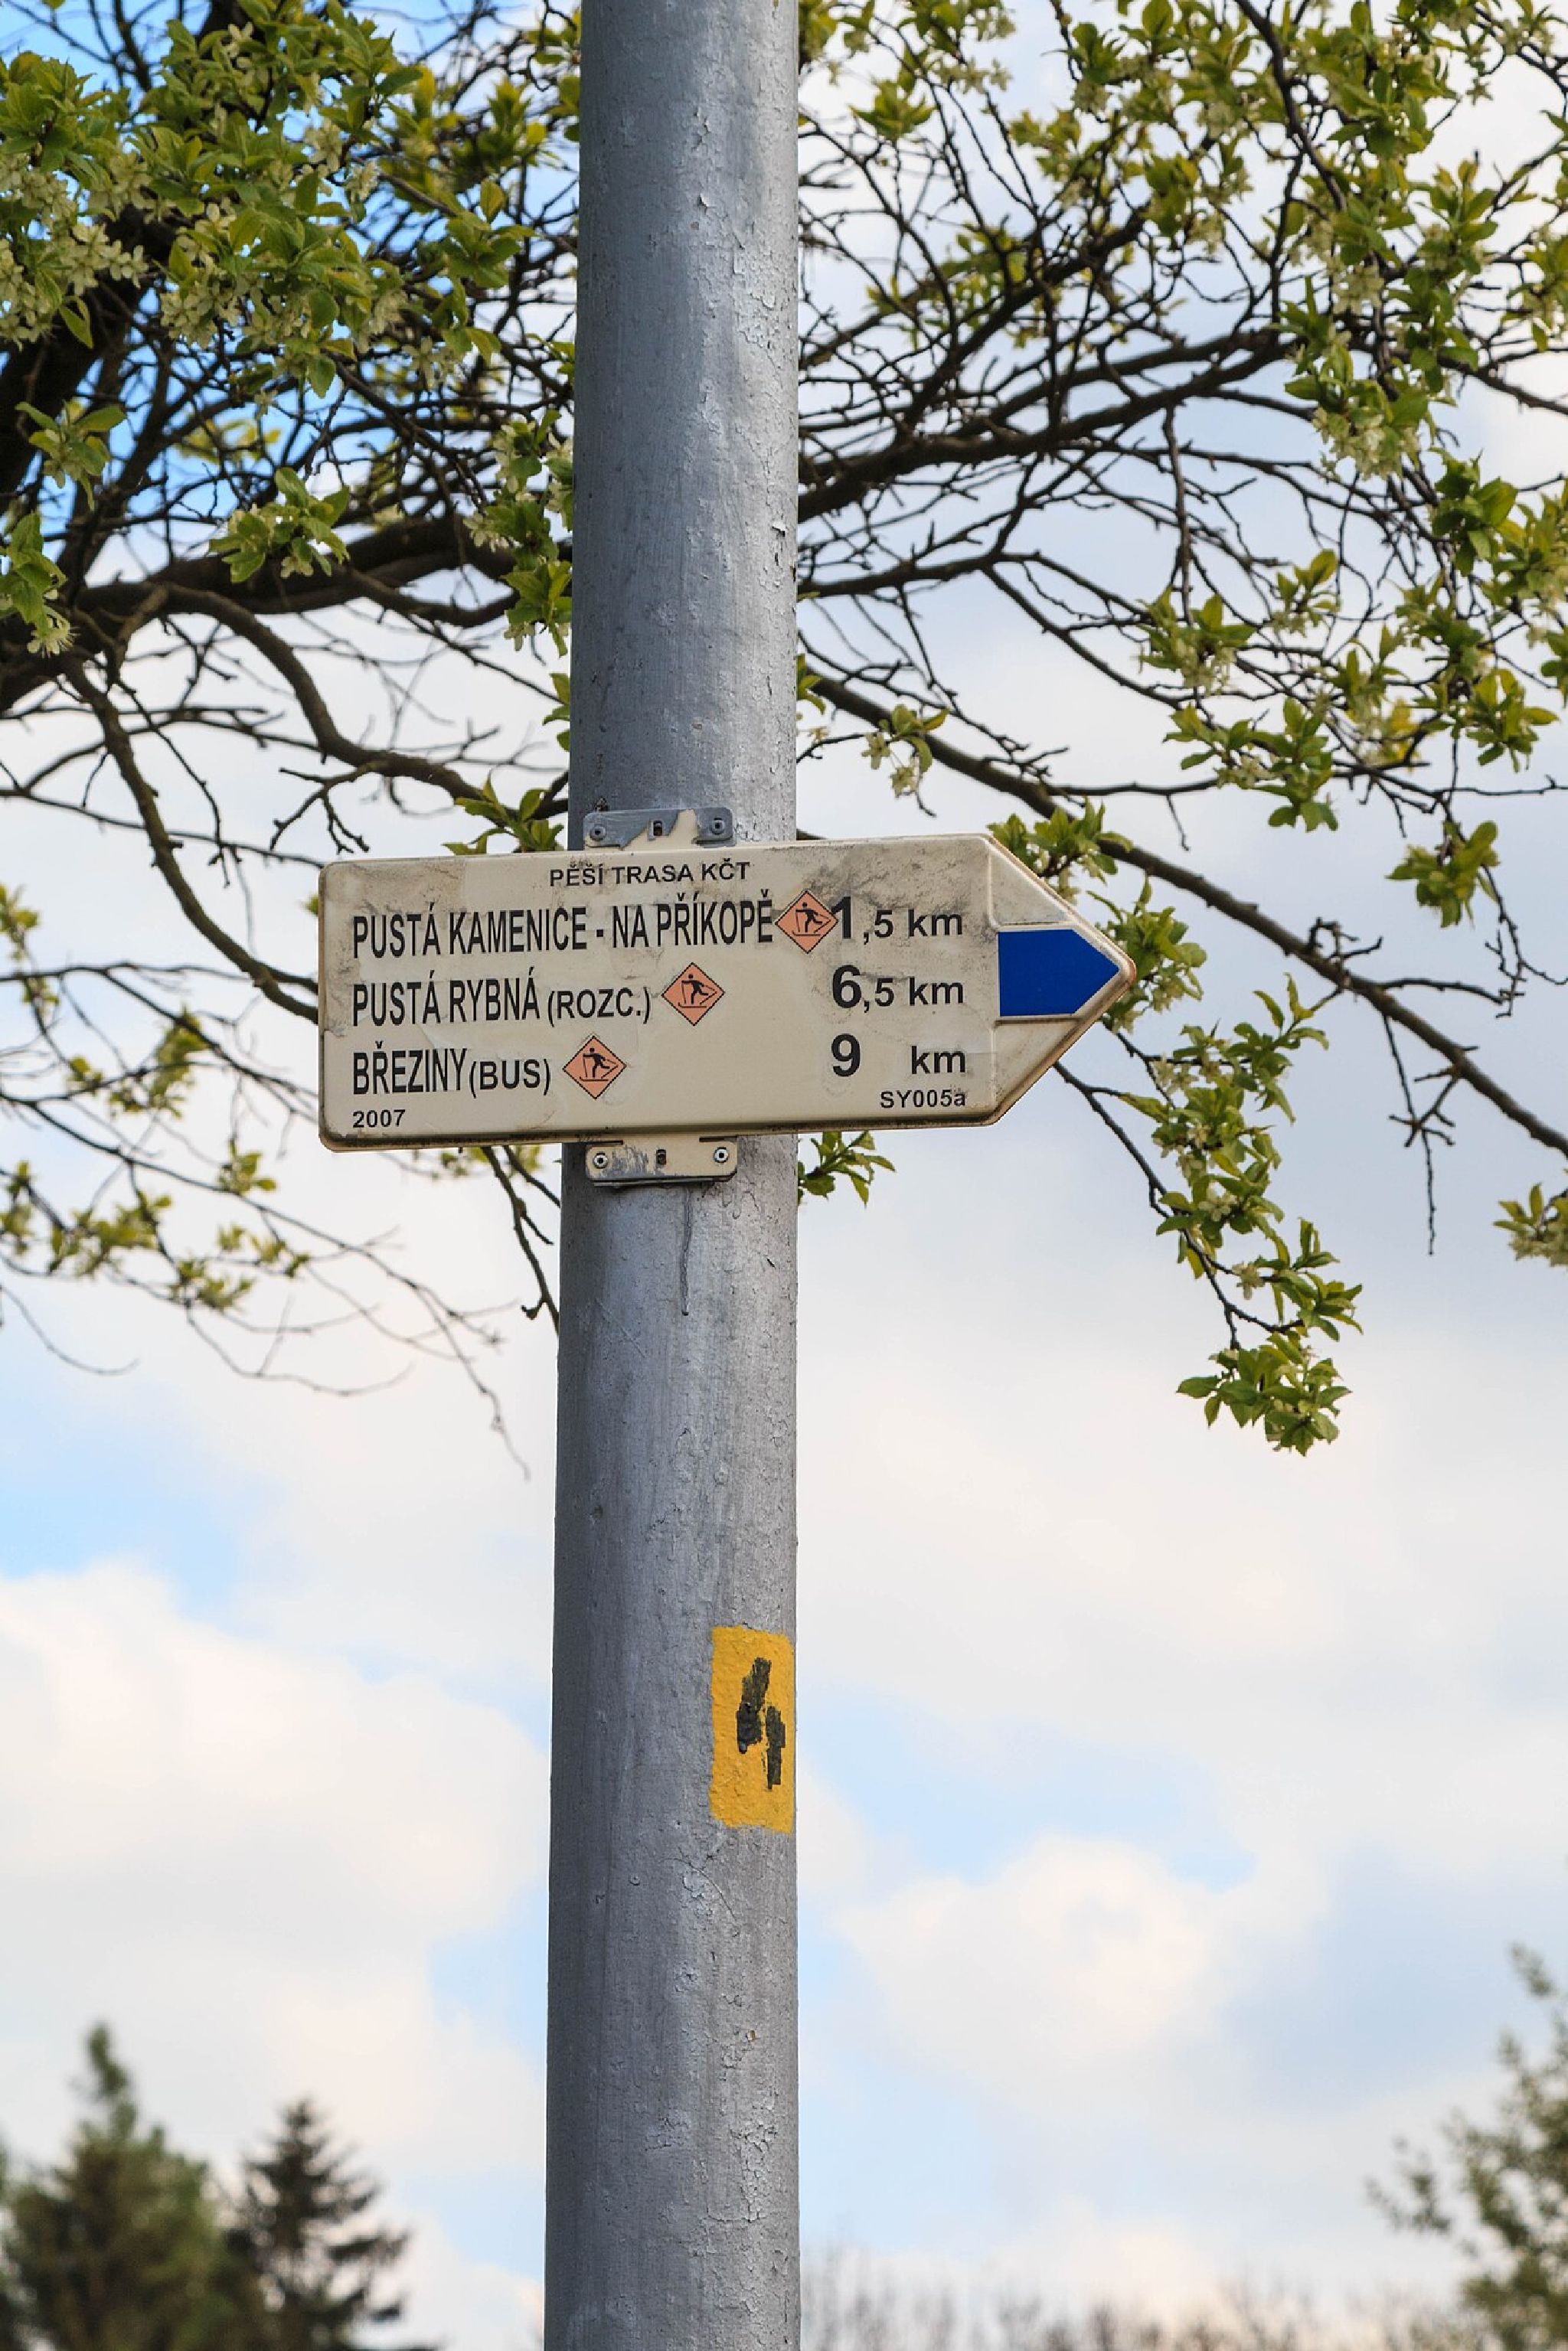 PĚŠÍ TRASA KČT
PUSTÁ KAMENICE - NA PŘÍKOPĚ 1,5 km
PUSTÁ RYBNÁ (ROZC.) 6,5 km
BŘEZINY (BUS) 9 km
2007 SY005a